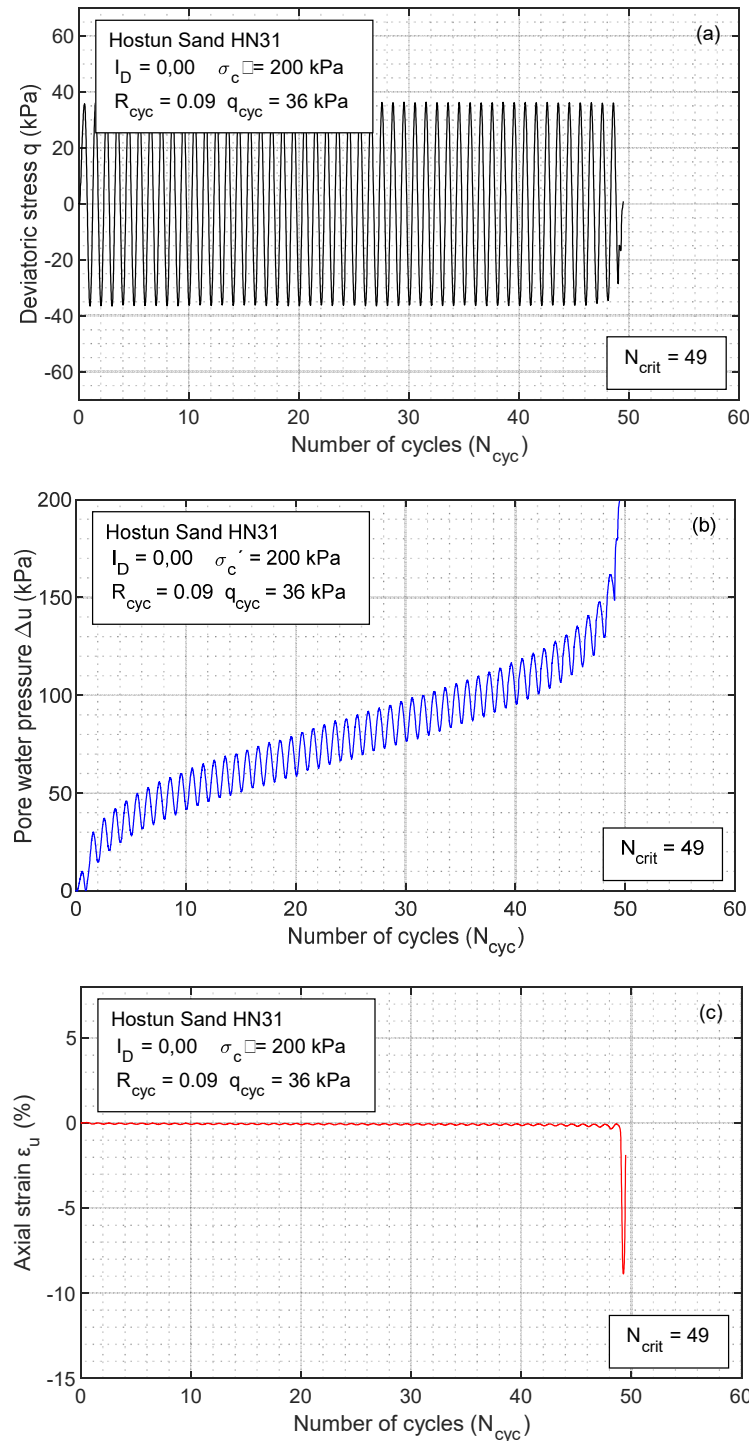 (a)
Hostun Sand HN31
I_D = 0,00 σ_c□= 200 kPa
R_cyc = 0.09 q_cyc = 36 kPa
Deviatoric stress q (kPa)
60
40
20
0
-20
-40
-60
N_crit = 49
0 10 20 30 40 50 60
Number of cycles (N_cyc)
(b)
Hostun Sand HN31
I_D = 0,00 σ_c´ = 200 kPa
R_cyc = 0.09 q_cyc = 36 kPa
Pore water pressure Δu (kPa)
200
150
100
50
0
N_crit = 49
0 10 20 30 40 50 60
Number of cycles (N_cyc)
(c)
Hostun Sand HN31
I_D = 0,00 σ_c□= 200 kPa
R_cyc = 0.09 q_cyc = 36 kPa
Axial strain ε_u (%)
5
0
-5
-10
-15
N_crit = 49
0 10 20 30 40 50 60
Number of cycles (N_cyc)